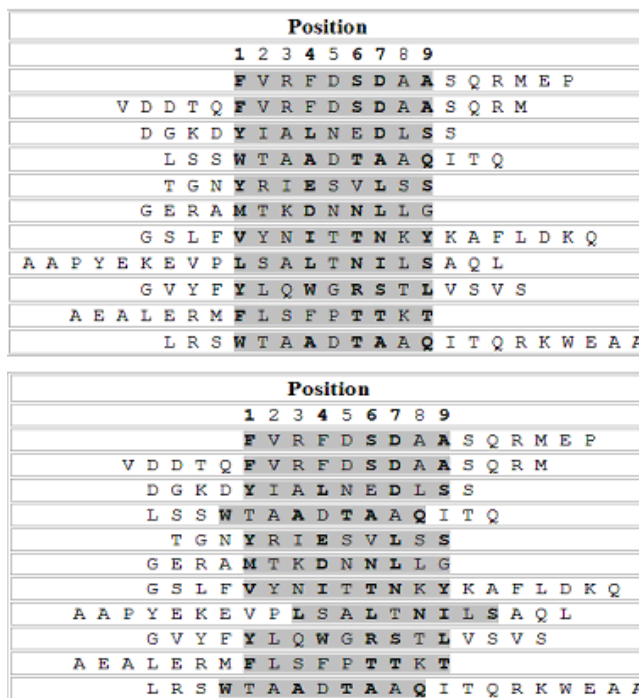 Position
1 2 3 4 5 6 7 8 9
F V R F D S D A A S Q R M E P
V D D T Q F V R F D S D A A S Q R M
D G K D Y I A L N E D L S S
L S S W T A A D T A A Q I T Q
T G N Y R I E S V L S S
G E R A M T K D N N L L G
G S L F V Y N I T T N K Y K A F L D K Q
A A P Y E K E V P L S A L T N I L S A Q L
G V Y F Y L Q W G R S T L V S V S
A E A L E R M F L S F P T T K T
L R S W T A A D T A A Q I T Q R K W E A A
Position
1 2 3 4 5 6 7 8 9
F V R F D S D A A S Q R M E P
V D D T Q F V R F D S D A A S Q R M
D G K D Y I A L N E D L S S
L S S W T A A D T A A Q I T Q
T G N Y R I E S V L S S
G E R A M T K D N N L L G
G S L F V Y N I T T N K Y K A F L D K Q
A A P Y E K E V P L S A L T N I L S A Q L
G V Y F Y L Q W G R S T L V S V S
A E A L E R M F L S F P T T K T
L R S W T A A D T A A Q I T Q R K W E A A